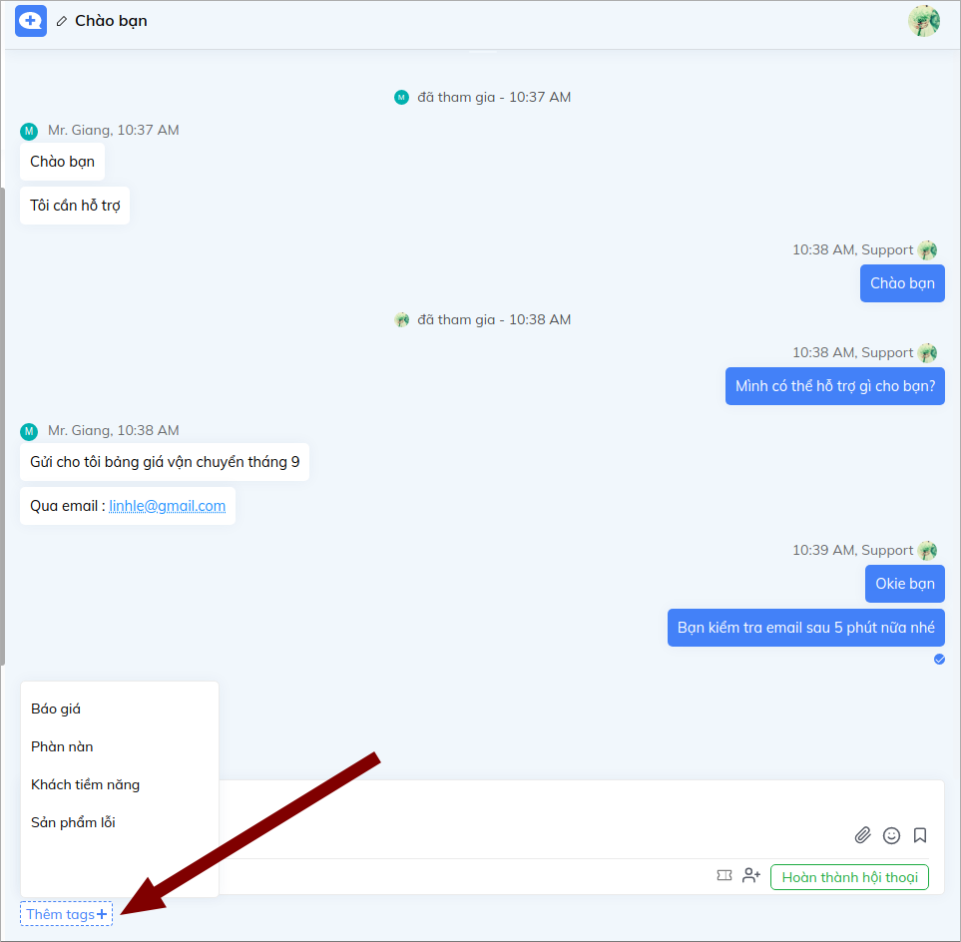 Chào bạn
M đã tham gia - 10:37 AM
M Mr. Giang, 10:37 AM
Chào bạn
Tôi cần hỗ trợ
10:38 AM, Support
Chào bạn
đã tham gia - 10:38 AM
10:38 AM, Support
Mình có thể hỗ trợ gì cho bạn?
M Mr. Giang, 10:38 AM
Gửi cho tôi bảng giá vận chuyển tháng 9
Qua email : linhle@gmail.com
10:39 AM, Support
Okie bạn
Bạn kiểm tra email sau 5 phút nữa nhé
Báo giá
Phàn nàn
Khách tiềm năng
Sản phẩm lỗi
Hoàn thành hội thoại
Thêm tags+